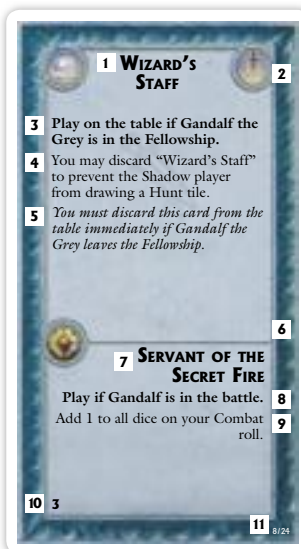 1 WIZARD'S
STAFF
2
3 Play on the table if Gandalf the
Grey is in the Fellowship.
4 You may discard “Wizard's Staff”
to prevent the Shadow player
from drawing a Hunt tile.
5 You must discard this card from the
table immediately if Gandalf the
Grey leaves the Fellowship.
6
7 SERVANT OF THE
SECRET FIRE
Play if Gandalf is in the battle. 8
Add 1 to all dice on your Combat 9
roll.
10 3
11 8/24